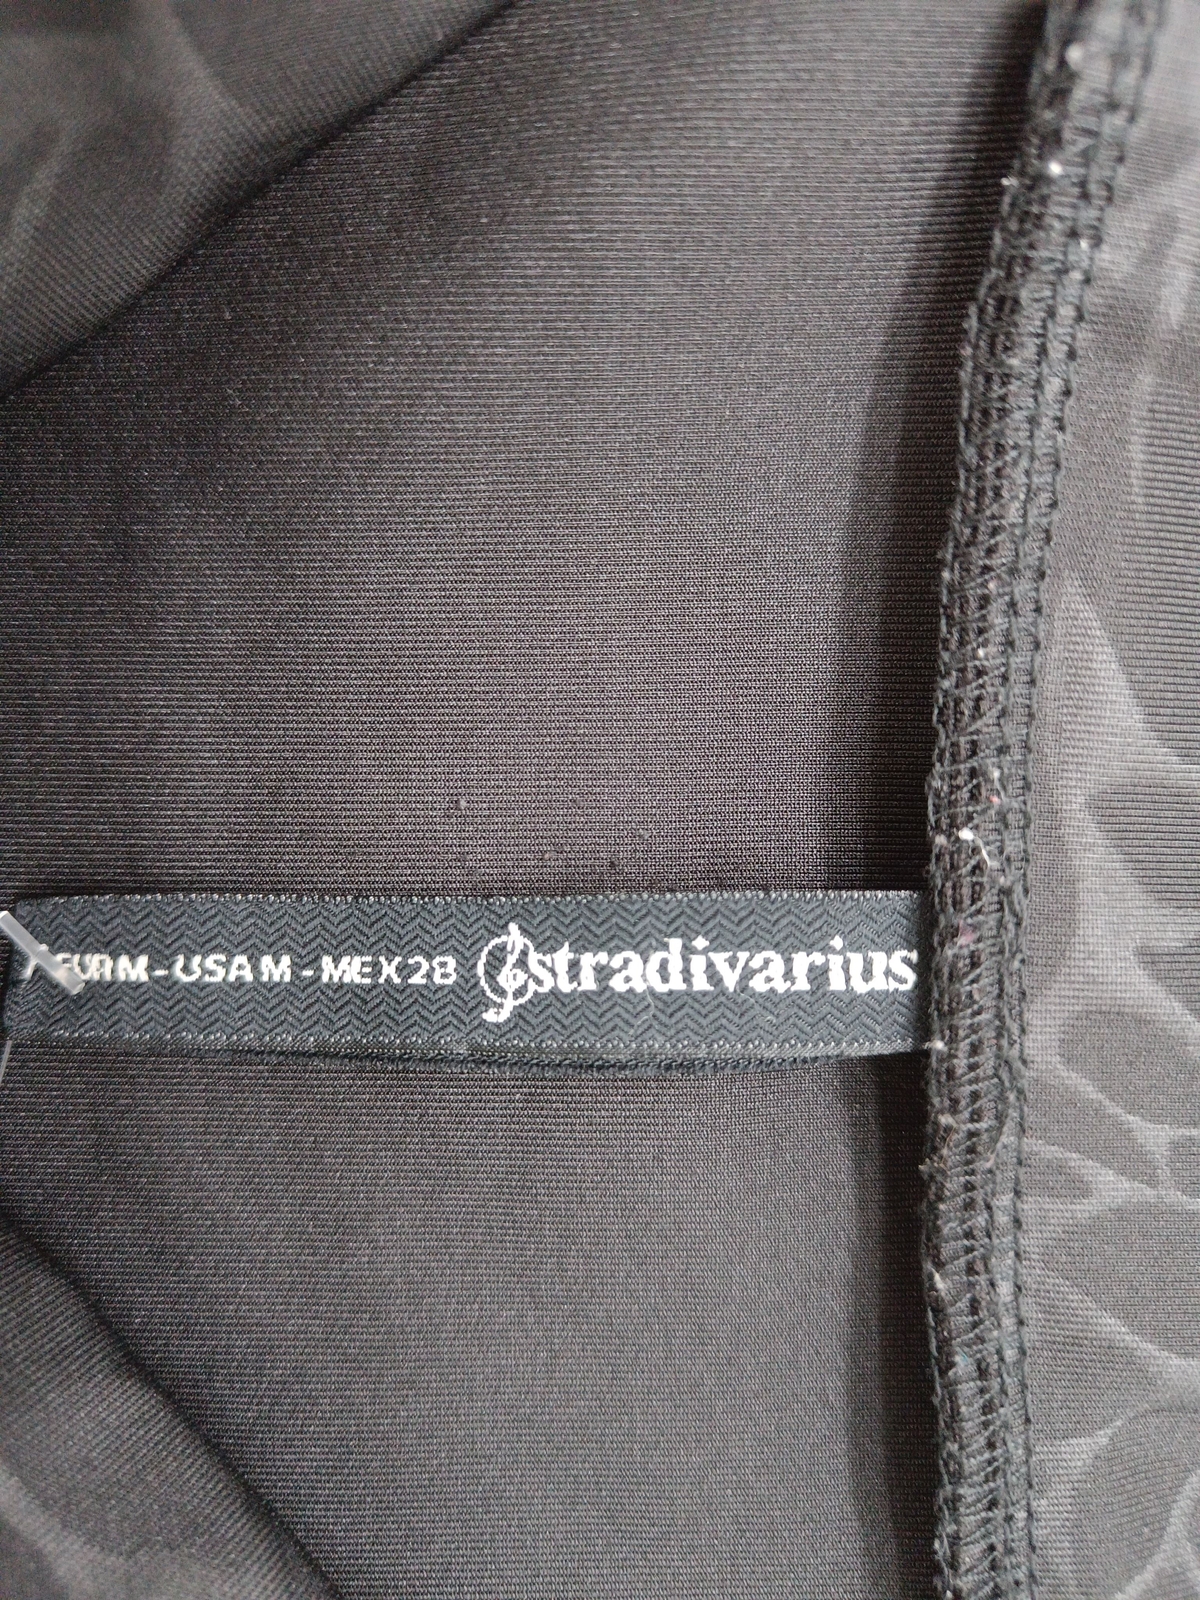 EUR M - USA M - MEX 28 stradivarius